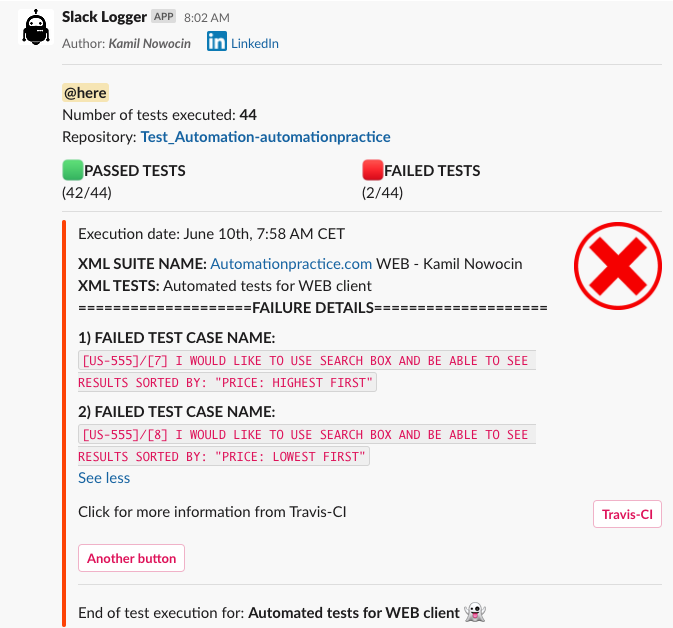 Slack Logger APP 8:02 AM
Author: Kamil Nowocin in LinkedIn
@here
Number of tests executed: 44
Repository: Test_Automation-automationpractice
PASSED TESTS
(42/44)
FAILED TESTS
(2/44)
Execution date: June 10th, 7:58 AM CET
XML SUITE NAME: Automationpractice.com WEB - Kamil Nowocin
XML TESTS: Automated tests for WEB client
====================FAILURE DETAILS====================
1) FAILED TEST CASE NAME:
[US-555]/[7] I WOULD LIKE TO USE SEARCH BOX AND BE ABLE TO SEE
RESULTS SORTED BY: "PRICE: HIGHEST FIRST"
2) FAILED TEST CASE NAME:
[US-555]/[8] I WOULD LIKE TO USE SEARCH BOX AND BE ABLE TO SEE
RESULTS SORTED BY: "PRICE: LOWEST FIRST"
See less
Click for more information from Travis-CI
Travis-CI
Another button
End of test execution for: Automated tests for WEB client 👻